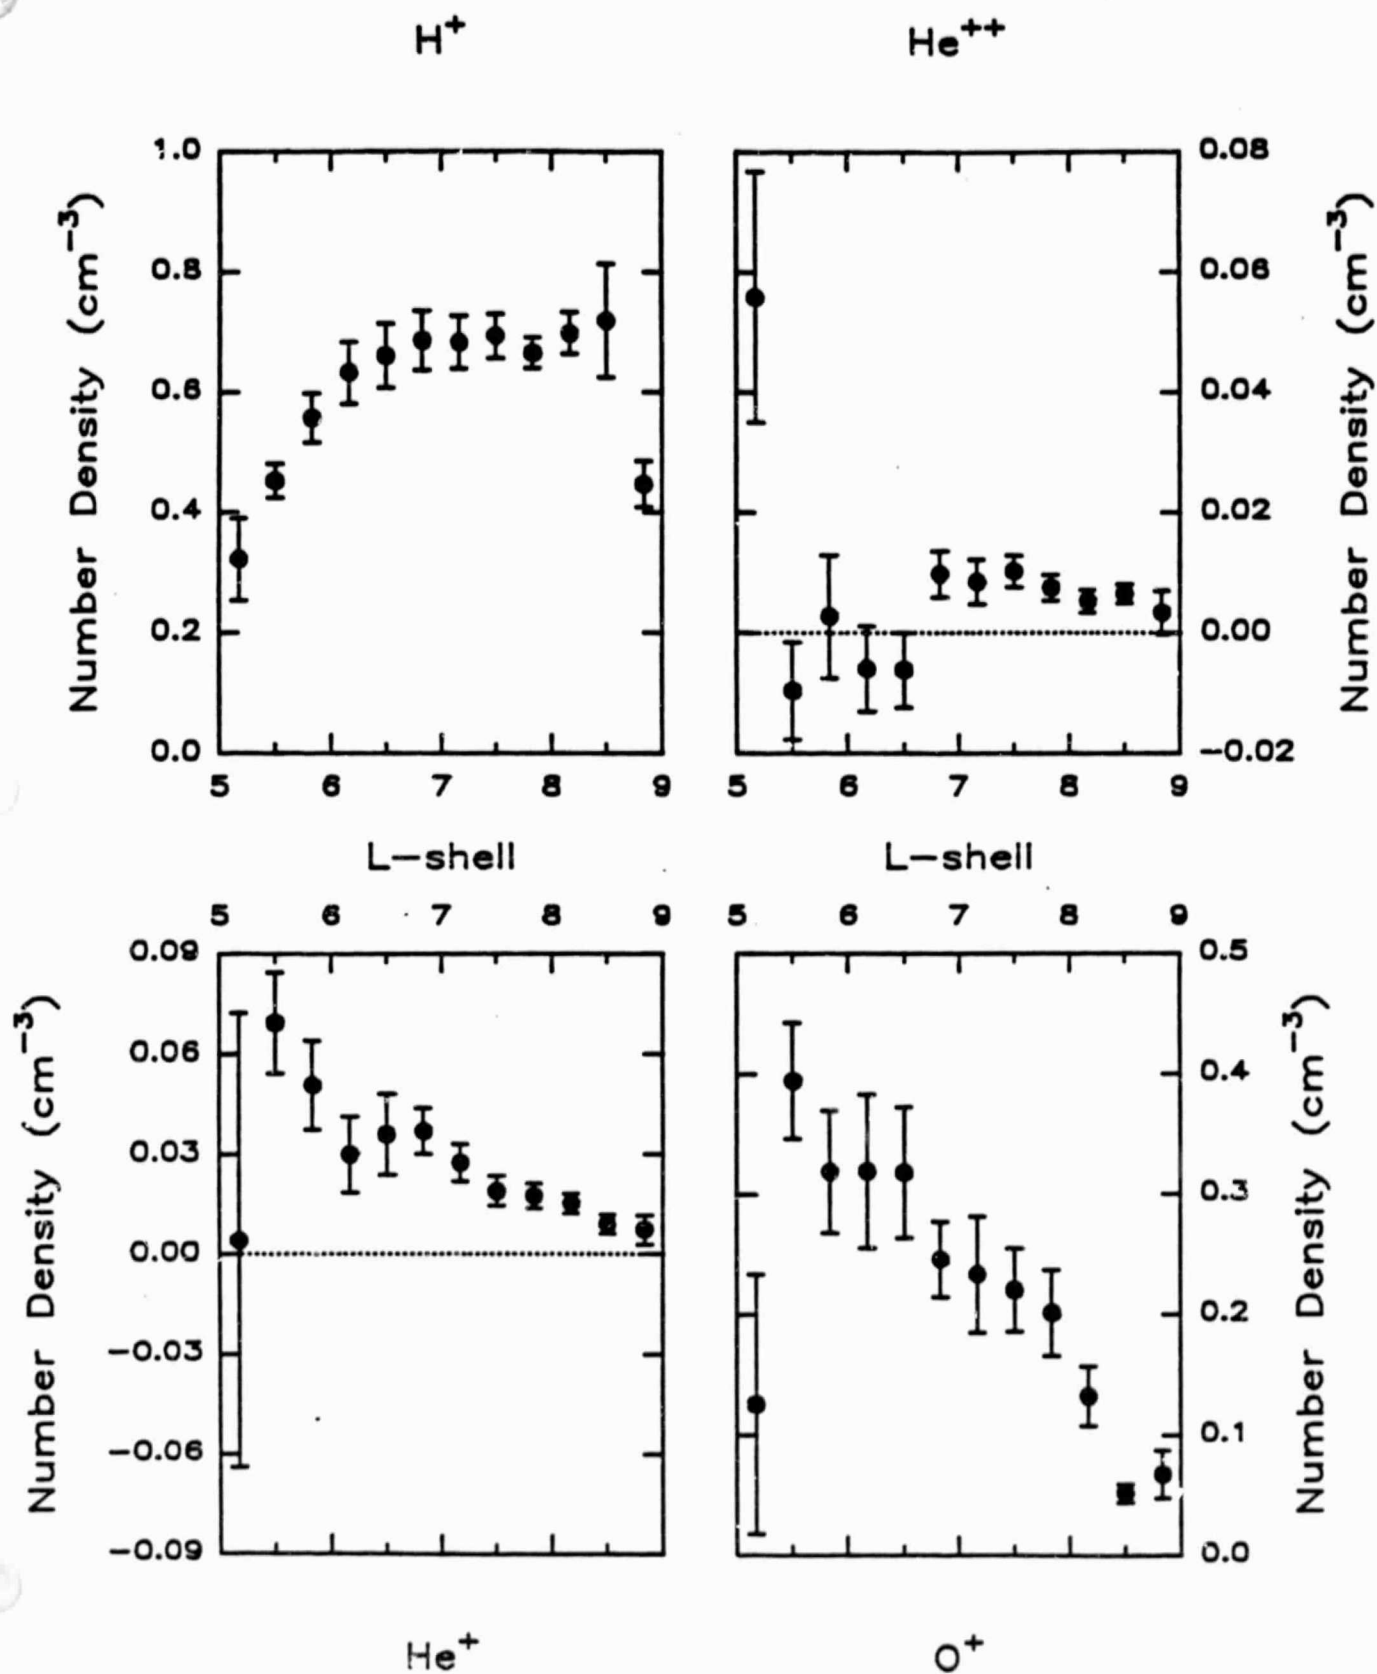 H+ He++
1.0 0.08
0.8 0.06
0.6 0.04
0.4 0.02
0.2 0.00
0.0 -0.02
Number Density (cm-3)
Number Density (cm-3)
5 6 7 8 9 5 6 7 8 9
L-shell L-shell
5 6 7 8 9 5 6 7 8 9
0.09 0.5
0.06 0.4
0.03 0.3
0.00 0.2
-0.03 0.1
-0.06
-0.09 0.0
Number Density (cm-3)
Number Density (cm-3)
He+ O+